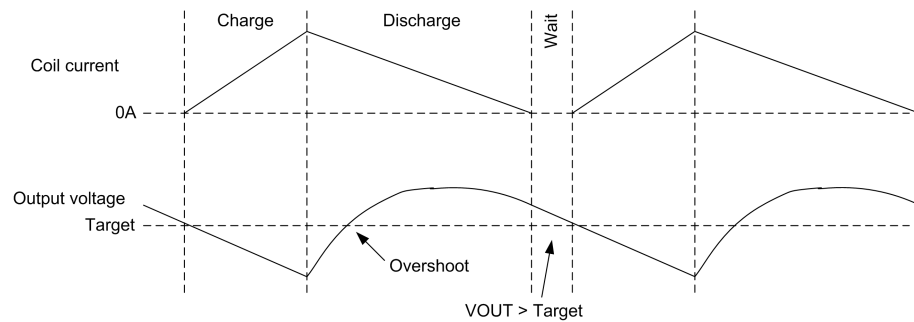 Charge
Discharge
Wait
Coil current
0A
Output voltage
Target
Overshoot
VOUT > Target